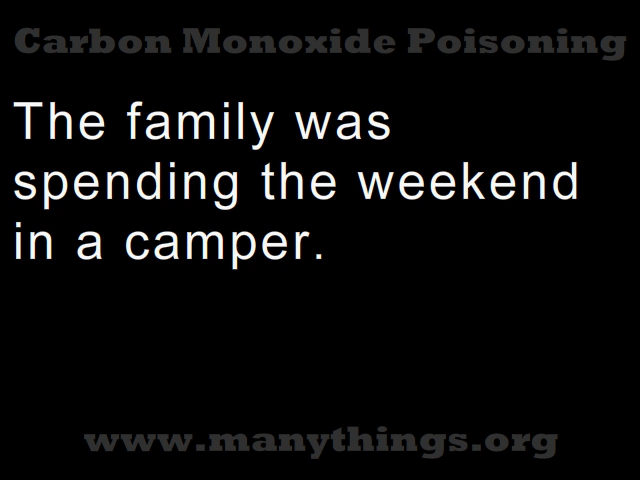 Carbon Monoxide Poisoning
The family was
spending the weekend
in a camper.
www.manythings.org